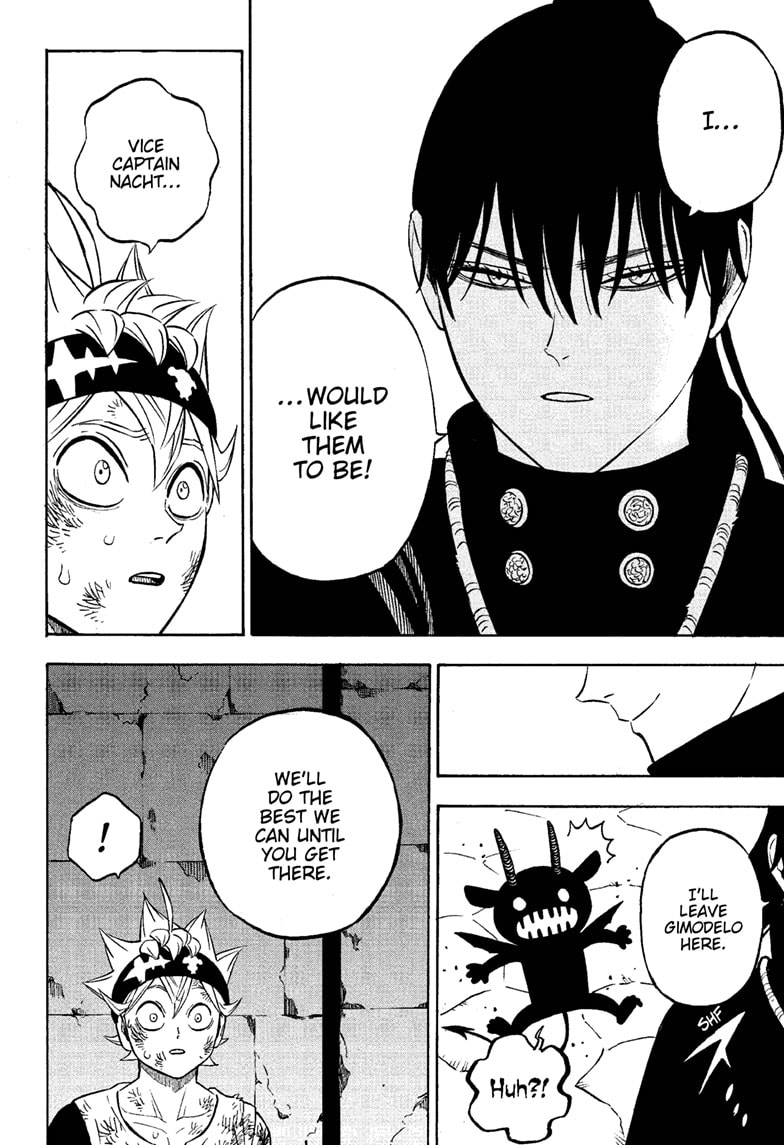 I...
...WOULD
LIKE
THEM
TO BE!
VICE
CAPTAIN
NACHT...
I'LL
LEAVE
GIMODELO
HERE.
SHF
Huh?!
WE'LL
DO THE
BEST WE
CAN UNTIL
YOU GET
THERE.
!